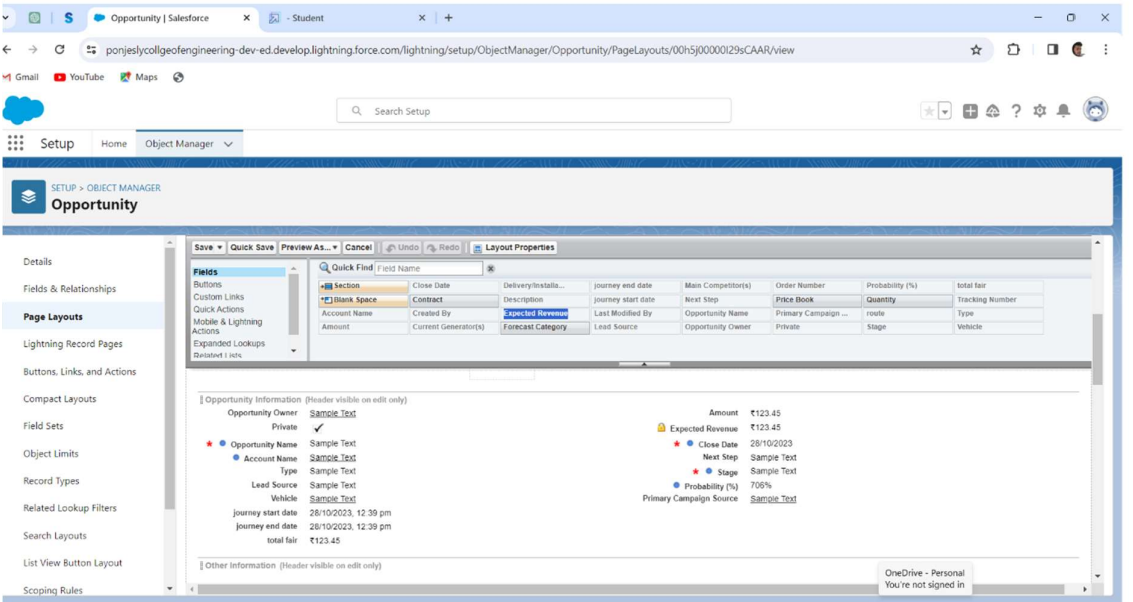 S Opportunity | Salesforce × - Student × +
ponjeslycollgeofengineering-dev-ed.develop.lightning.force.com/lightning/setup/ObjectManager/Opportunity/PageLayouts/00h5j00000I29sCAAR/view
Gmail YouTube Maps
Search Setup
Setup Home Object Manager
SETUP > OBJECT MANAGER
Opportunity
Details
Fields & Relationships
Page Layouts
Lightning Record Pages
Buttons, Links, and Actions
Compact Layouts
Field Sets
Object Limits
Record Types
Related Lookup Filters
Search Layouts
List View Button Layout
Scoping Rules
Save Quick Save Preview As... Cancel Undo Redo Layout Properties
Fields
Buttons
Custom Links
Quick Actions
Mobile & Lightning
Actions
Expanded Lookups
Related Lists
Quick Find Field Name
Section Close Date Delivery/Installa... journey end date Main Competitor(s) Order Number Probability (%) total fair
Blank Space Contract Description journey start date Next Step Price Book Quantity Tracking Number
Account Name Created By Expected Revenue Last Modified By Opportunity Name Primary Campaign ... route Type
Amount Current Generator(s) Forecast Category Lead Source Opportunity Owner Private Stage Vehicle
Opportunity Information (Header visible on edit only)
Opportunity Owner Sample Text Amount ₹123.45
Private ✓ Expected Revenue ₹123.45
* Opportunity Name Sample Text * Close Date 28/10/2023
Account Name Sample Text Next Step Sample Text
Type Sample Text * Stage Sample Text
Lead Source Sample Text Probability (%) 706%
Vehicle Sample Text Primary Campaign Source Sample Text
journey start date 28/10/2023, 12:39 pm
journey end date 28/10/2023, 12:39 pm
total fair ₹123.45
Other Information (Header visible on edit only)
OneDrive - Personal
You're not signed in